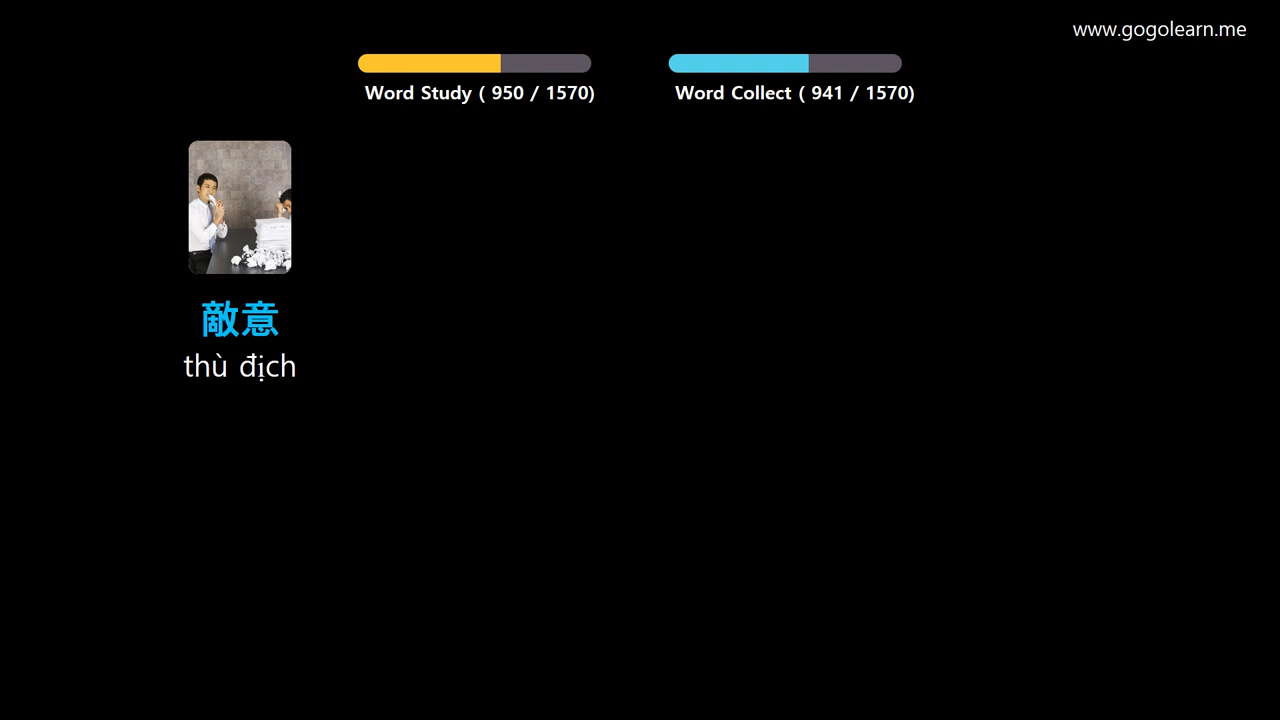 www.gogolearn.me
Word Study ( 950 / 1570)
Word Collect ( 941 / 1570)
敵意
thù địch